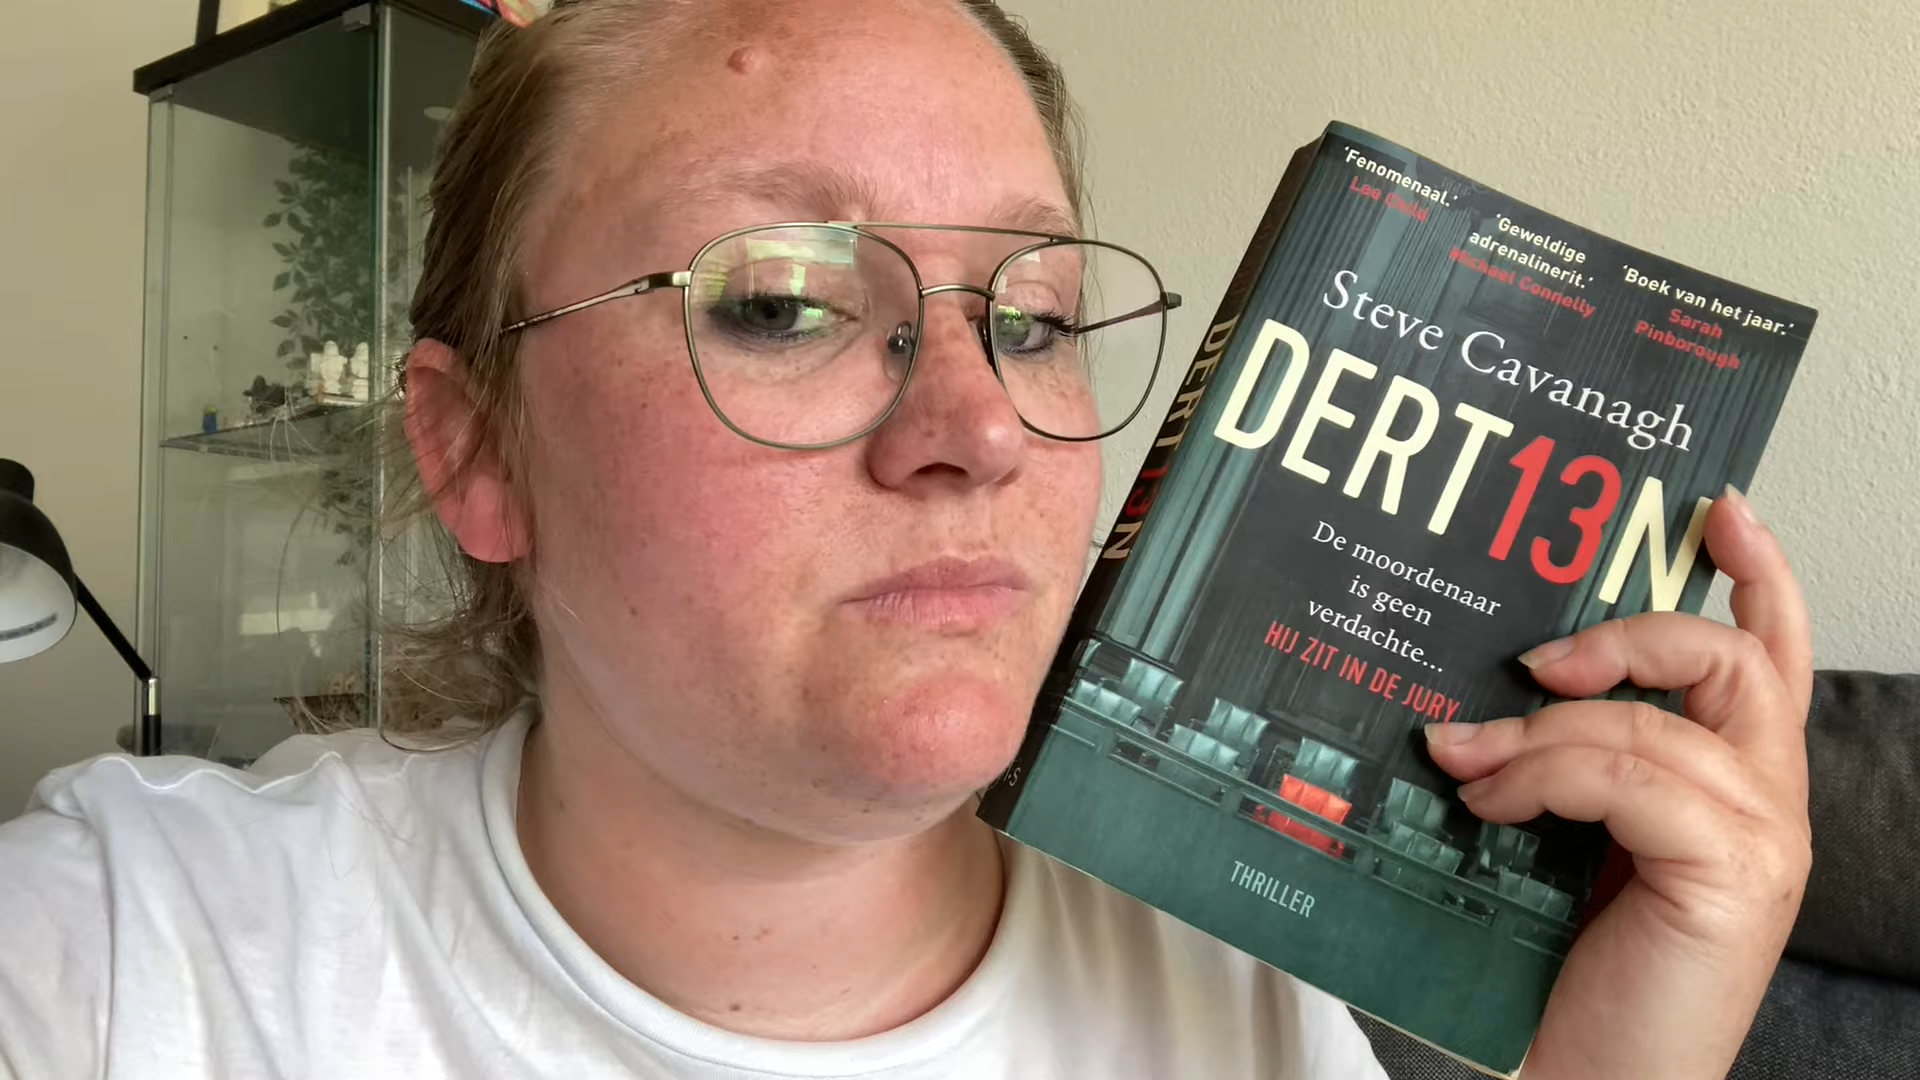 'Fenomenaal.'
Lee Child
'Geweldige
adrenalinerit.'
Michael Connelly
'Boek van het jaar.'
Sarah
Pinborough
Steve Cavanagh
DERT13N
De moordenaar
is geen
verdachte...
HIJ ZIT IN DE JURY
THRILLER
DERT13N